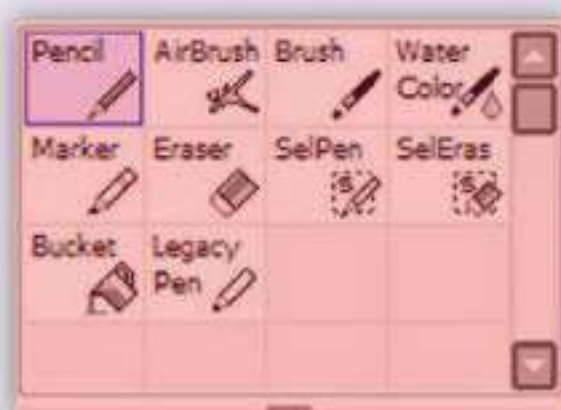 Pencil AirBrush Brush Water Color
Marker Eraser SelPen SelEras
Bucket Legacy Pen